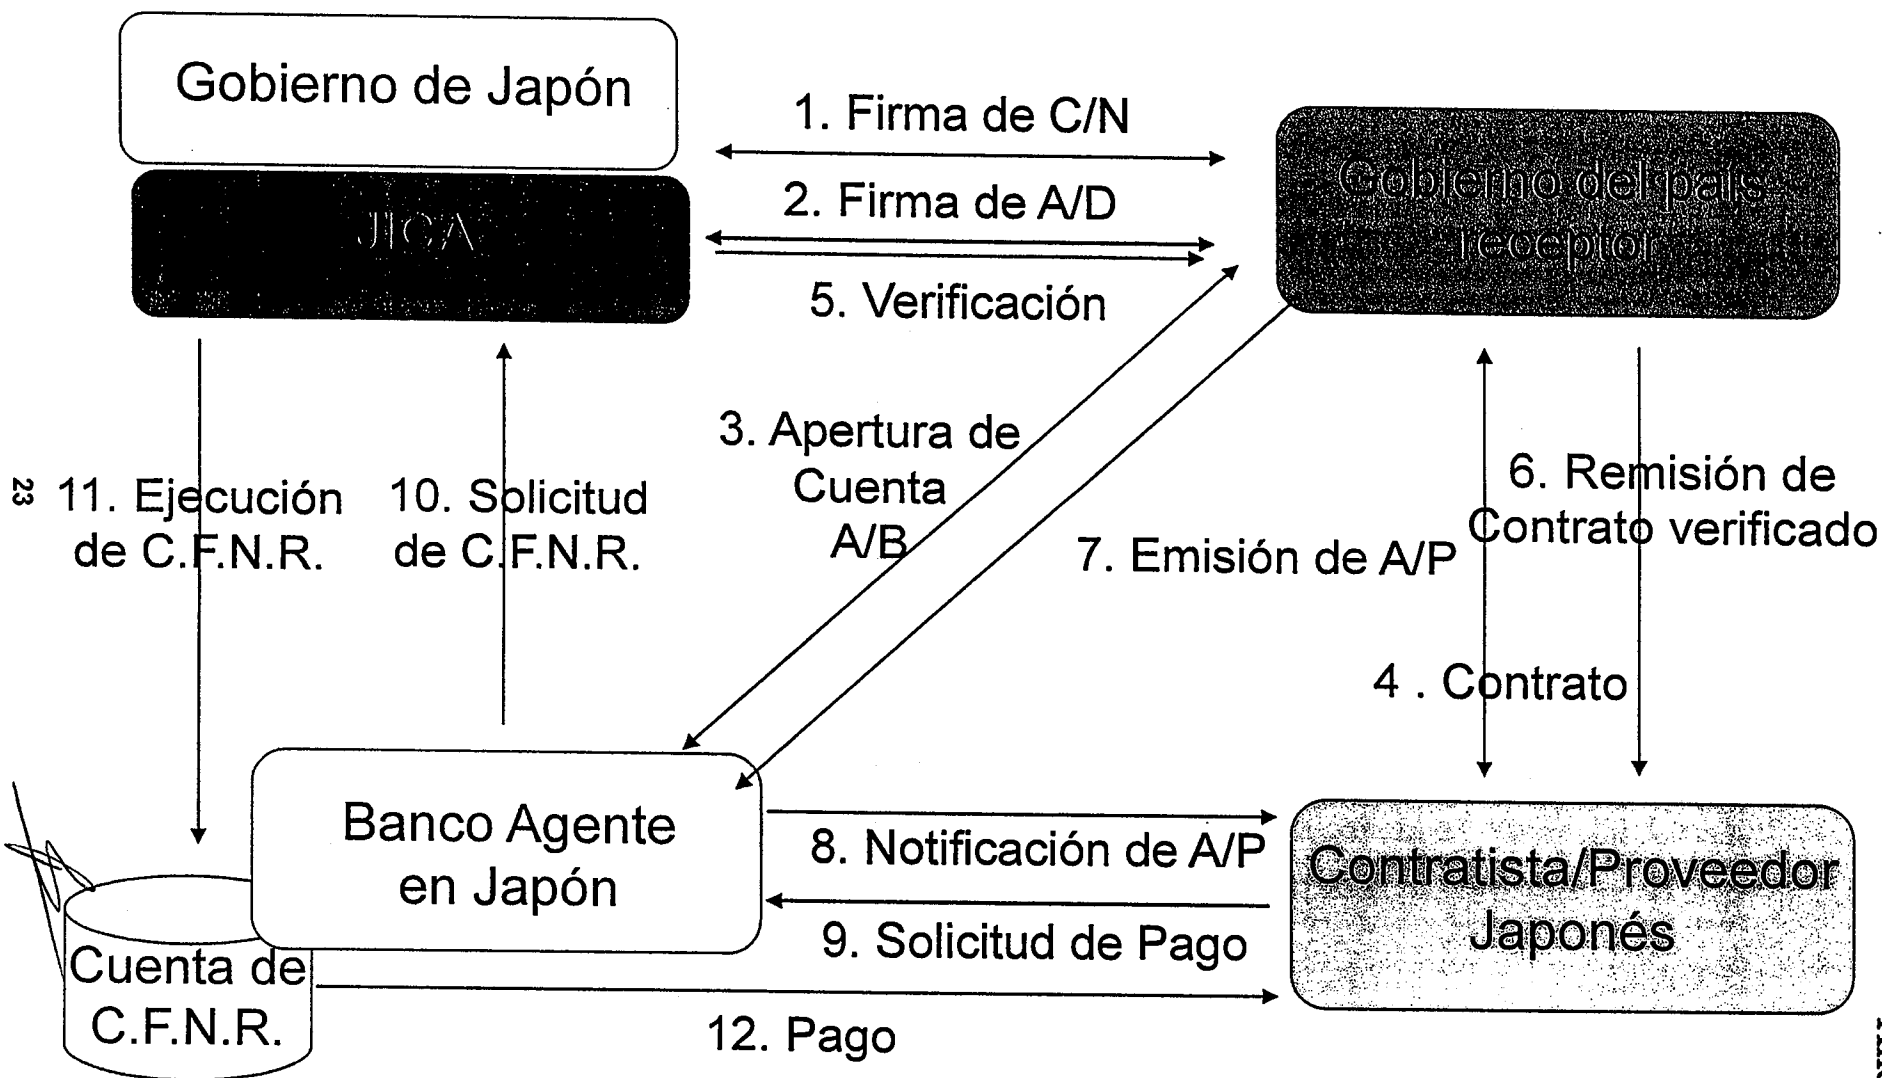 Gobierno de Japón
1. Firma de C/N
Gobierno del país
receptor
JICA
2. Firma de A/D
5. Verificación
3. Apertura de
Cuenta
A/B
23
11. Ejecución
de C.F.N.R.
10. Solicitud
de C.F.N.R.
7. Emisión de A/P
6. Remisión de
Contrato verificado
4 . Contrato
Banco Agente
en Japón
8. Notificación de A/P
9. Solicitud de Pago
Contratista/Proveedor
Japonés
Cuenta de
C.F.N.R.
12. Pago